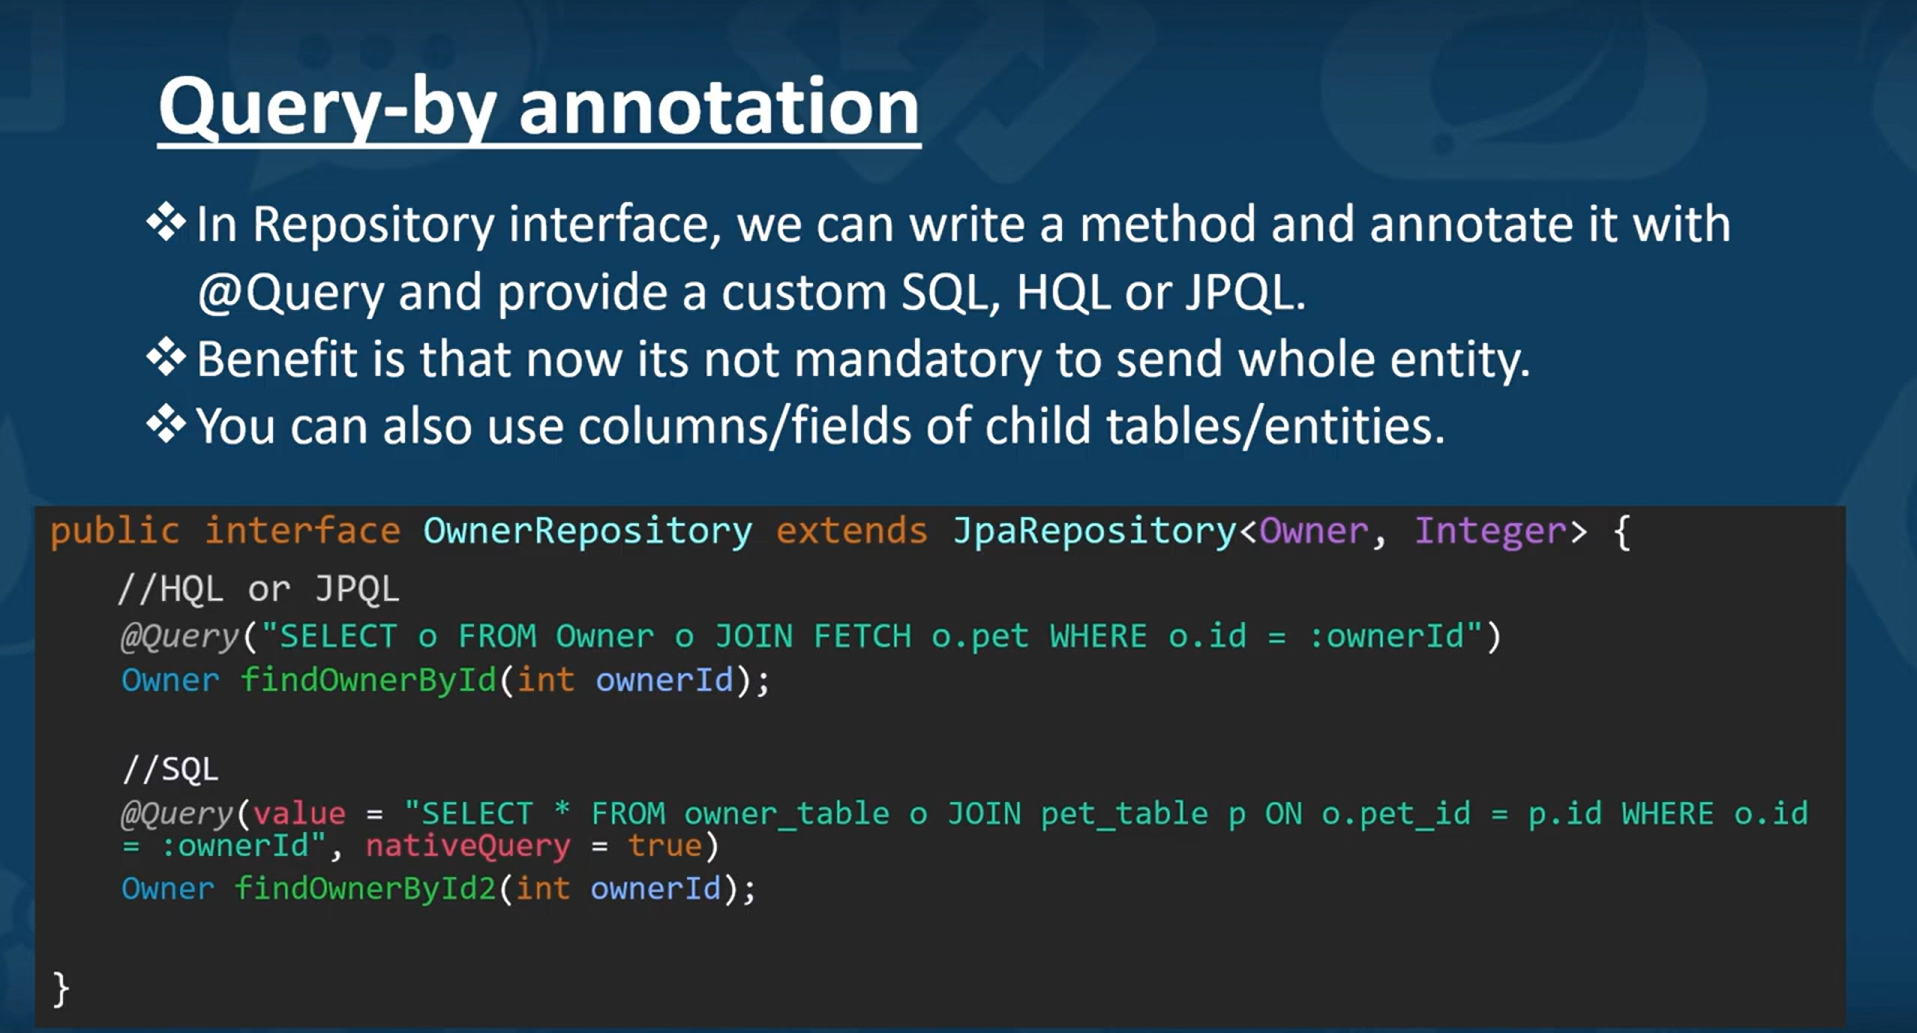 Query-by annotation
❖In Repository interface, we can write a method and annotate it with
@Query and provide a custom SQL, HQL or JPQL.
❖Benefit is that now its not mandatory to send whole entity.
❖You can also use columns/fields of child tables/entities.
public interface OwnerRepository extends JpaRepository<Owner, Integer> {
//HQL or JPQL
@Query("SELECT o FROM Owner o JOIN FETCH o.pet WHERE o.id = :ownerId")
Owner findOwnerById(int ownerId);
//SQL
@Query(value = "SELECT * FROM owner_table o JOIN pet_table p ON o.pet_id = p.id WHERE o.id
= :ownerId", nativeQuery = true)
Owner findOwnerById2(int ownerId);
}